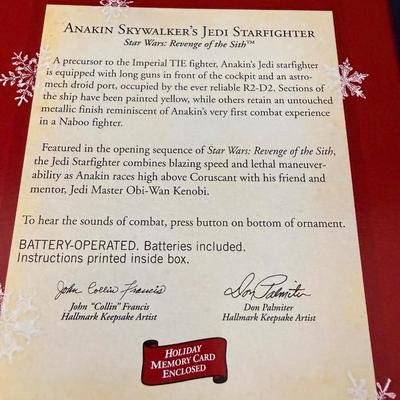 ANAKIN SKYWALKER'S JEDI STARFIGHTER
Star Wars: Revenge of the Sith™
A precursor to the Imperial TIE fighter, Anakin's Jedi starfighter
is equipped with long guns in front of the cockpit and an astro-
mech droid port, occupied by the ever reliable R2-D2. Sections of
the ship have been painted yellow, while others retain an untouched
metallic finish reminiscent of Anakin's very first combat experience
in a Naboo fighter.
Featured in the opening sequence of Star Wars: Revenge of the Sith,
the Jedi Starfighter combines blazing speed and lethal maneuver-
ability as Anakin races high above Coruscant with his friend and
mentor, Jedi Master Obi-Wan Kenobi.
To hear the sounds of combat, press button on bottom of ornament.
BATTERY-OPERATED. Batteries included.
Instructions printed inside box.
John Collin Francis
John "Collin" Francis
Hallmark Keepsake Artist
Don Palmiter
Don Palmiter
Hallmark Keepsake Artist
HOLIDAY
MEMORY CARD
ENCLOSED